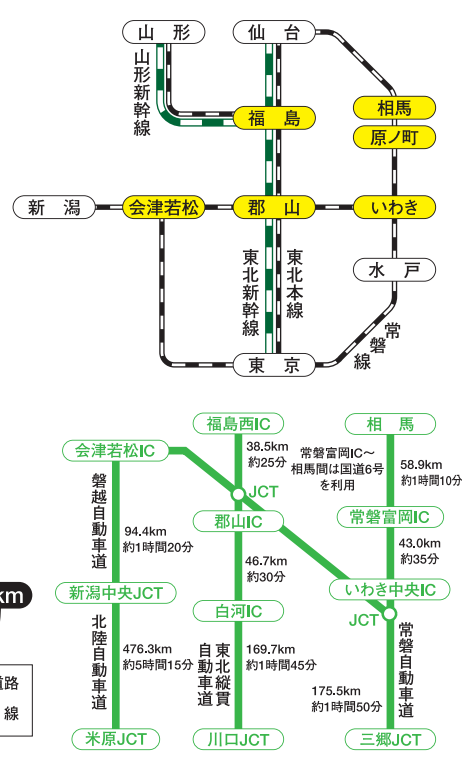 山 形
仙 台
山形新幹線
福 島
相馬
原ノ町
新 潟
会津若松
郡 山
いわき
東北新幹線
東北本線
水 戸
常磐線
東 京
福島西IC
相 馬
会津若松IC
38.5km
約25分
常磐富岡IC～
相馬間は国道6号
を利用
58.9km
約1時間10分
JCT
磐越自動車道
94.4km
約1時間20分
郡山IC
常磐富岡IC
46.7km
約30分
43.0km
約35分
km
新潟中央JCT
いわき中央IC
白河IC
JCT
北陸自動車道
476.3km
約5時間15分
東北縦貫
自動車道
169.7km
約1時間45分
常磐自動車道
道路
線
175.5km
約1時間50分
米原JCT
川口JCT
三郷JCT